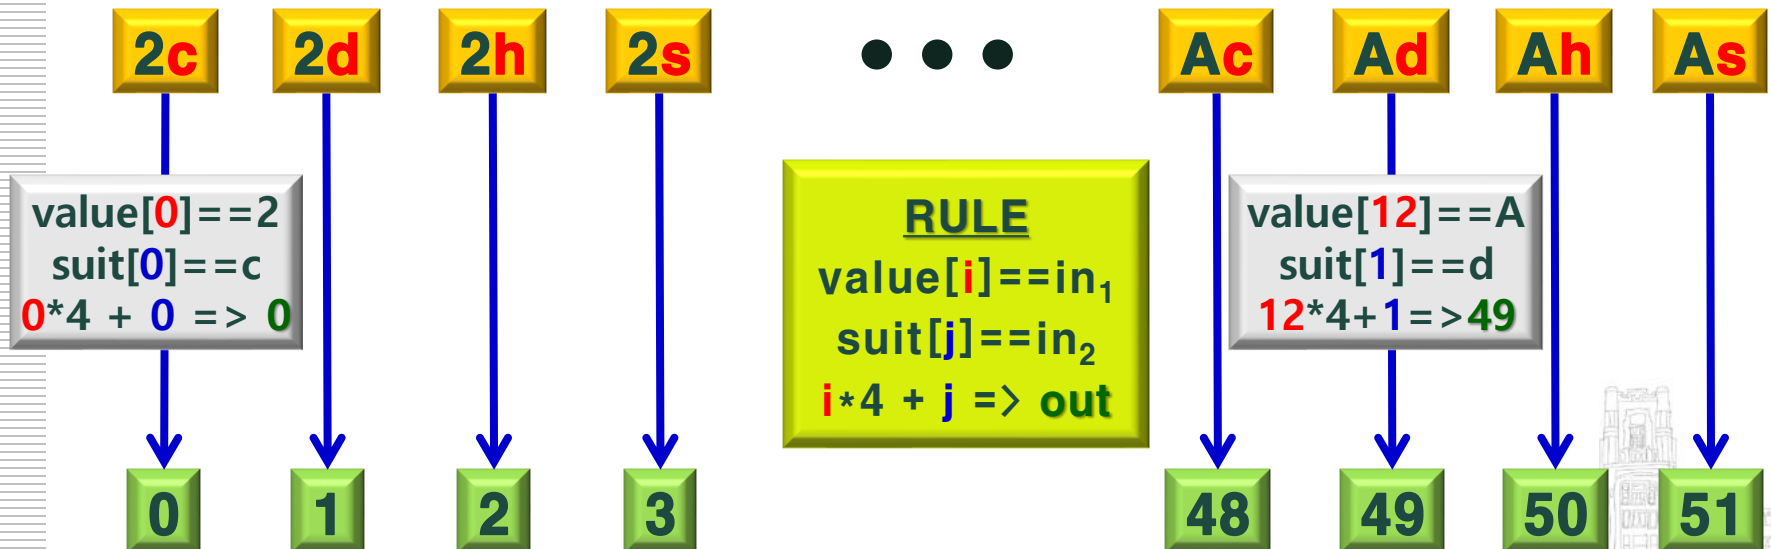 2c 2d 2h 2s • • • Ac Ad Ah As
value[0]==2
suit[0]==c
0*4 + 0 => 0
RULE
value[i]==in₁
suit[j]==in₂
i*4 + j => out
value[12]==A
suit[1]==d
12*4+1=>49
0 1 2 3 48 49 50 51